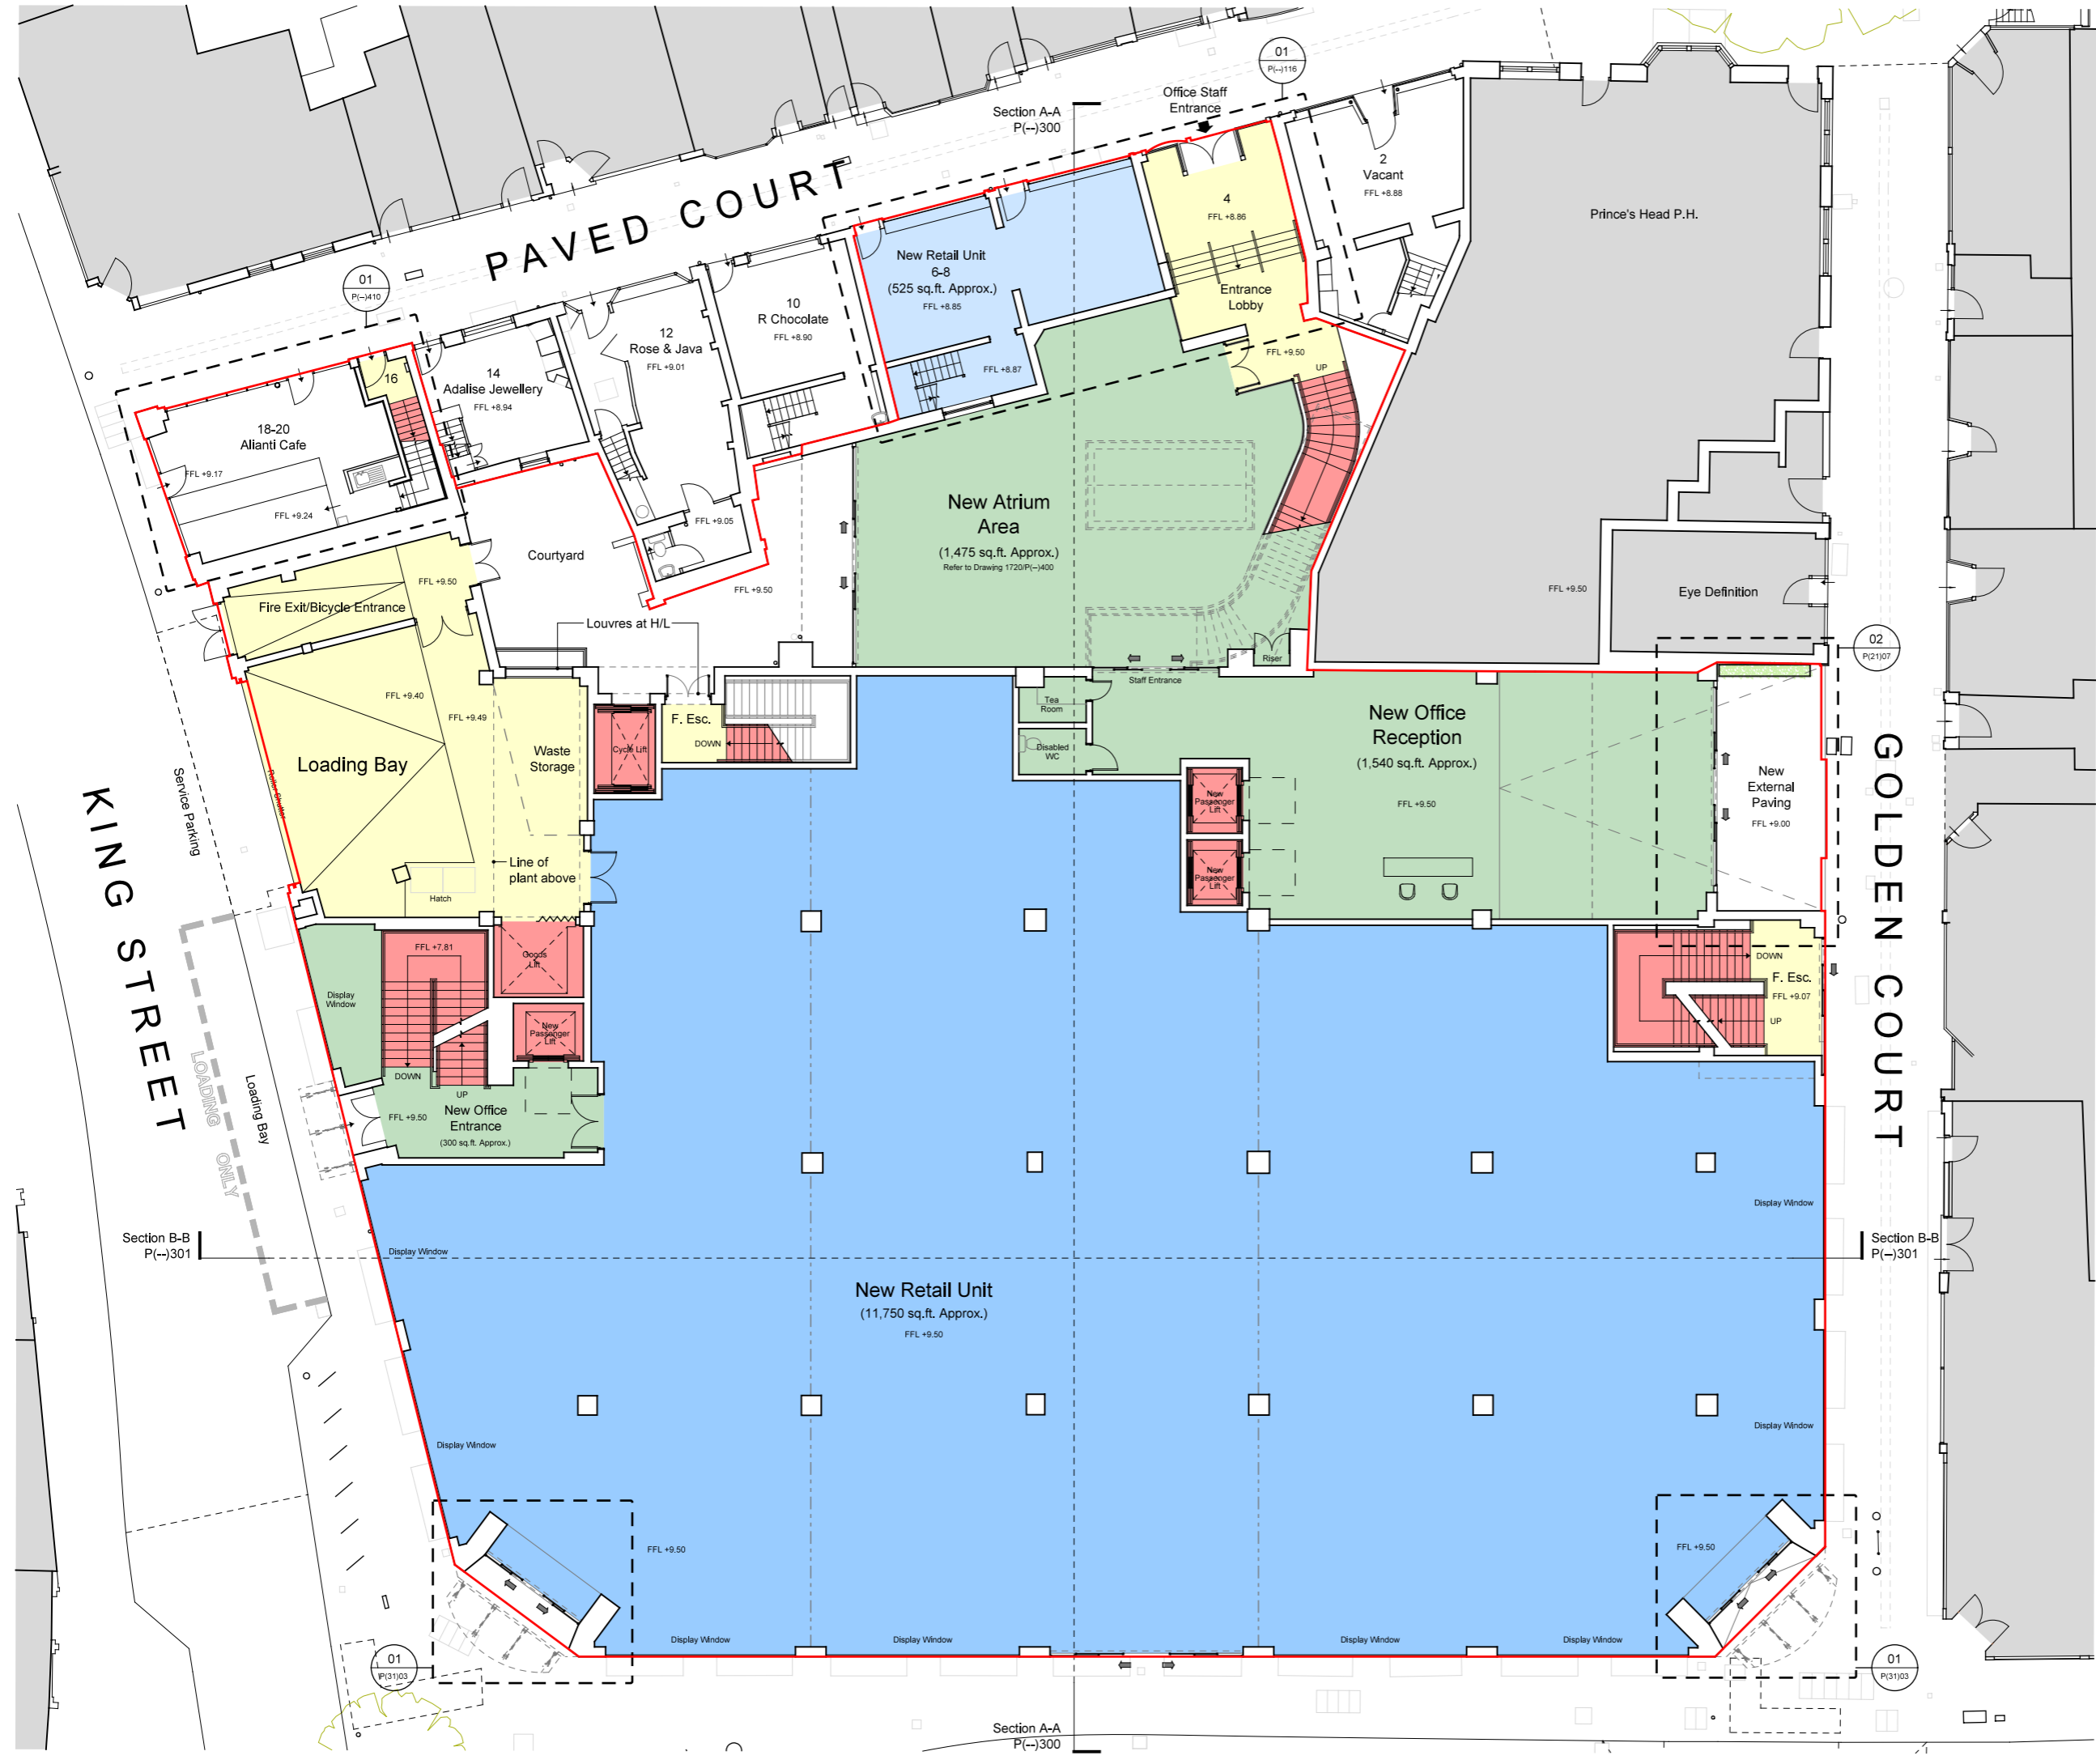 01
P(--)116
Office Staff
Entrance
Section A-A
P(--)300
2
Vacant
FFL +8.88
Prince's Head P.H.
PAVED COURT
4
FFL +8.86
New Retail Unit
6-8
(525 sq.ft. Approx.)
FFL +8.85
Entrance
Lobby
01
P(--)410
10
R Chocolate
FFL +8.90
12
Rose & Java
FFL +9.01
FFL +9.50
UP
14
Adalise Jewellery
FFL +8.94
16
FFL +8.87
18-20
Alianti Cafe
FFL +9.17
FFL +9.24
New Atrium
Area
(1,475 sq.ft. Approx.)
Refer to Drawing 1720/P(--)400
FFL +9.05
Courtyard
FFL +9.50
FFL +9.50
FFL +9.50
Eye Definition
Fire Exit/Bicycle Entrance
Louvres at H/L
02
P(21)07
Riser
Staff Entrance
FFL +9.40
FFL +9.49
Tea
Room
F. Esc.
DOWN
Cycle Lift
Waste
Storage
Disabled
WC
New Office
Reception
(1,540 sq.ft. Approx.)
FFL +9.50
Loading Bay
Roller Shutter
New
External
Paving
FFL +9.00
New
Passenger
Lift
New
Passenger
Lift
Service Parking
KING STREET
GOLDEN COURT
Line of
plant above
Hatch
FFL +7.81
Goods
Lift
DOWN
F. Esc.
FFL +9.07
UP
Display
Window
New
Passenger
Lift
DOWN
UP
LOADING ONLY
Loading Bay
FFL +9.50
New Office
Entrance
(300 sq.ft. Approx.)
Display Window
Section B-B
P(--)301
Display Window
Section B-B
P(--)301
New Retail Unit
(11,750 sq.ft. Approx.)
FFL +9.50
Display Window
Display Window
FFL +9.50
FFL +9.50
Display Window
Display Window
Display Window
Display Window
01
P(31)03
01
P(31)03
Section A-A
P(--)300